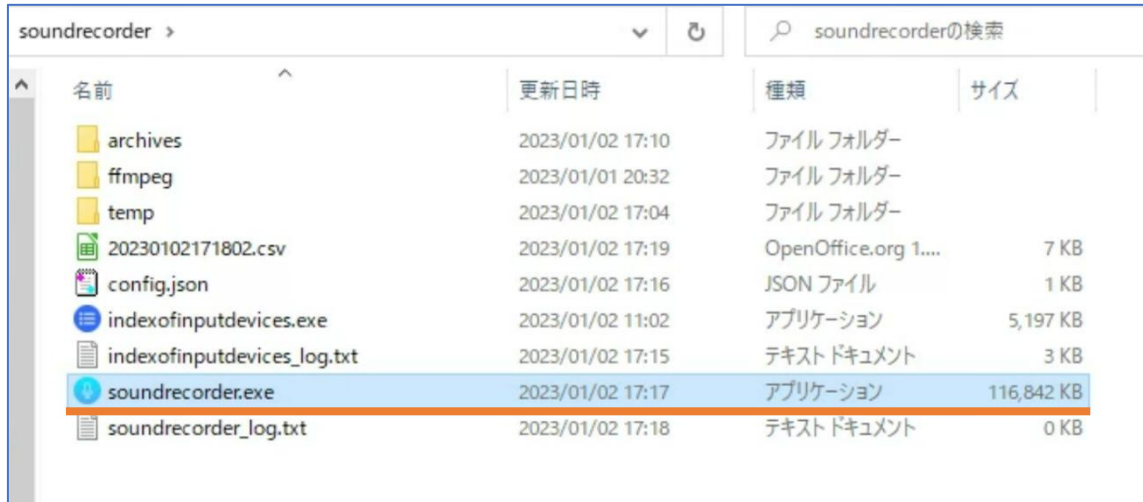 soundrecorder > soundrecorderの検索
名前 更新日時 種類 サイズ
archives 2023/01/02 17:10 ファイル フォルダー
ffmpeg 2023/01/01 20:32 ファイル フォルダー
temp 2023/01/02 17:04 ファイル フォルダー
20230102171802.csv 2023/01/02 17:19 OpenOffice.org 1.... 7 KB
config.json 2023/01/02 17:16 JSON ファイル 1 KB
indexofinputdevices.exe 2023/01/02 11:02 アプリケーション 5,197 KB
indexofinputdevices_log.txt 2023/01/02 17:15 テキスト ドキュメント 3 KB
soundrecorder.exe 2023/01/02 17:17 アプリケーション 116,842 KB
soundrecorder_log.txt 2023/01/02 17:18 テキスト ドキュメント 0 KB